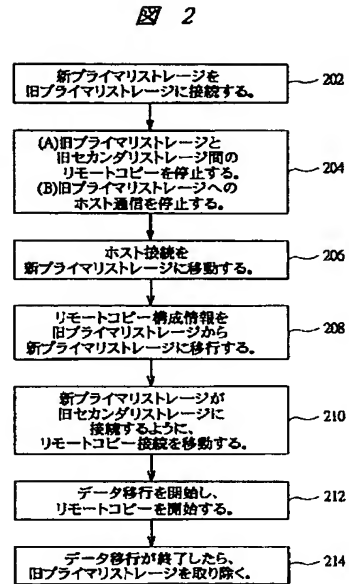 図 2
新プライマリストレージを
旧プライマリストレージに接続する。
202
(A)旧プライマリストレージと
旧セカンダリストレージ間の
リモートコピーを停止する。
(B)旧プライマリストレージへの
ホスト通信を停止する。
204
ホスト接続を
新プライマリストレージに移動する。
206
リモートコピー構成情報を
旧プライマリストレージから
新プライマリストレージに移行する。
208
新プライマリストレージが
旧セカンダリストレージに
接続するように、
リモートコピー接続を移動する。
210
データ移行を開始し、
リモートコピーを開始する。
212
データ移行が終了したら、
旧プライマリストレージを取り除く。
214